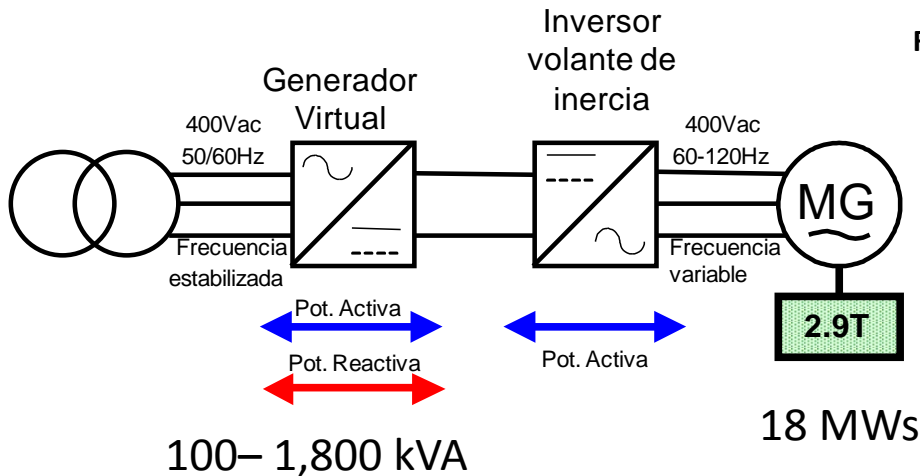 Inversor
volante de
inercia
F
Generador
Virtual
400Vac
50/60Hz
400Vac
60-120Hz
MG
Frecuencia
estabilizada
Frecuencia
variable
2.9T
Pot. Activa
Pot. Reactiva
Pot. Activa
18 MWs
100– 1,800 kVA